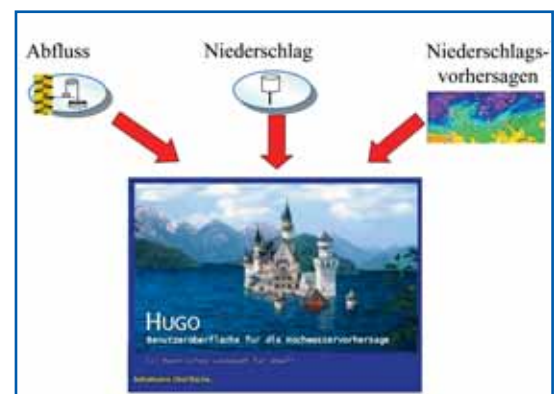 Abfluss
Niederschlag
Niederschlags-
vorhersagen
HUGO
Benutzeroberfläche für die Hochwasservorhersage